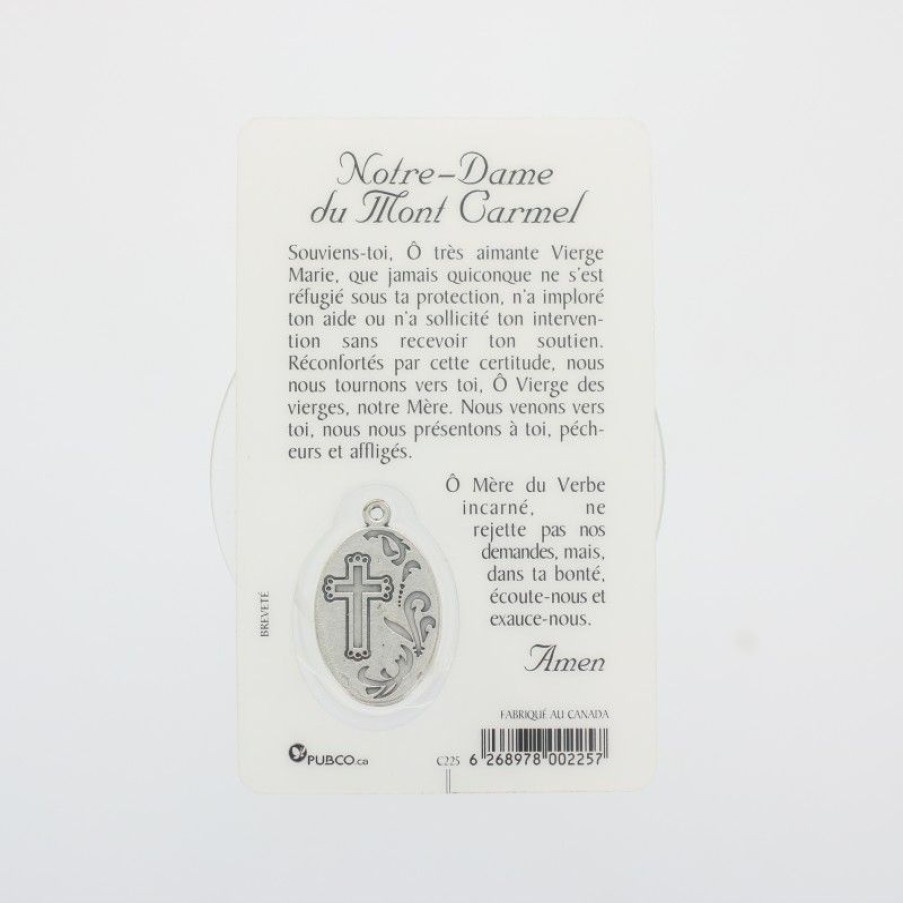 Notre-Dame
du Mont Carmel
Souviens-toi, Ô très aimante Vierge
Marie, que jamais quiconque ne s'est
réfugié sous ta protection, n'a imploré
ton aide ou n'a sollicité ton interven-
tion sans recevoir ton soutien.
Réconfortés par cette certitude, nous
nous tournons vers toi, Ô Vierge des
vierges, notre Mère. Nous venons vers
toi, nous nous présentons à toi, péch-
eurs et affligés.
Ô Mère du Verbe
incarné, ne
rejette pas nos
demandes, mais,
dans ta bonté,
écoute-nous et
exauce-nous.
Amen
BREVETÉ
FABRIQUÉ AU CANADA
PUBCO.ca
C225 6 268978 002257